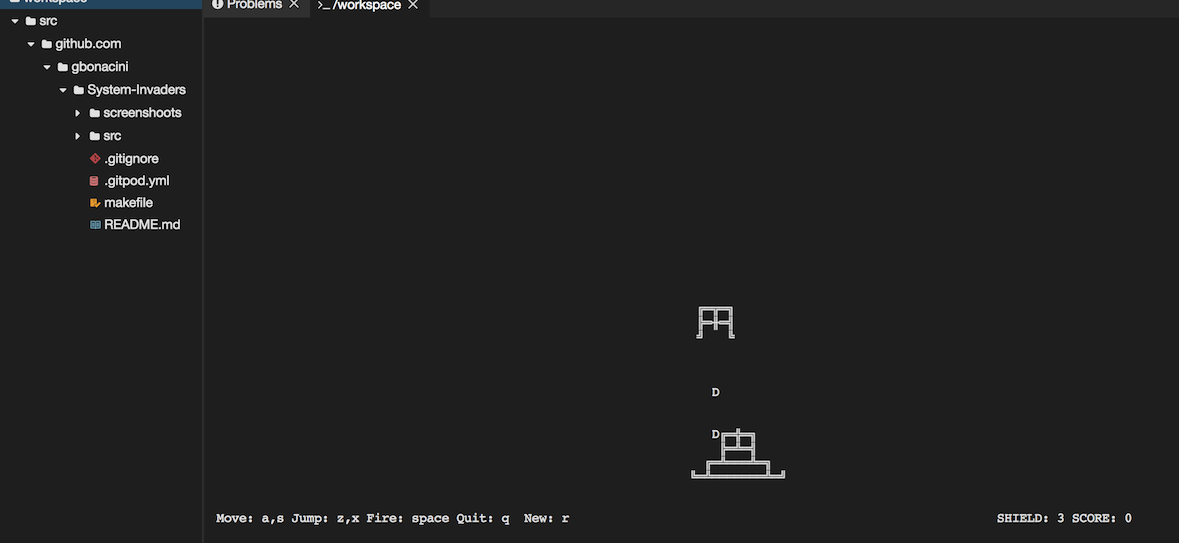 workspace
src
github.com
gbonacini
System-Invaders
screenshoots
src
.gitignore
.gitpod.yml
makefile
README.md
Problems ✕
>_ /workspace ✕
D
D
Move: a,s Jump: z,x Fire: space Quit: q New: r
SHIELD: 3 SCORE: 0